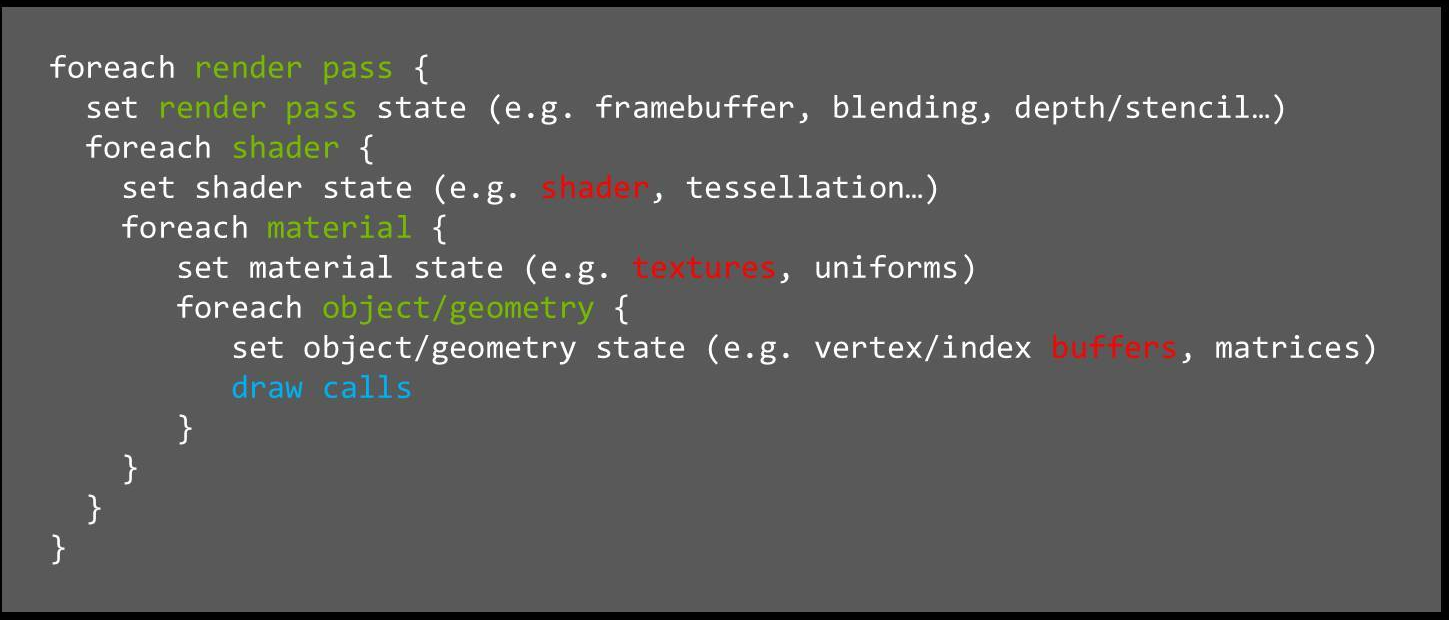 foreach render pass {
set render pass state (e.g. framebuffer, blending, depth/stencil…)
foreach shader {
set shader state (e.g. shader, tessellation…)
foreach material {
set material state (e.g. textures, uniforms)
foreach object/geometry {
set object/geometry state (e.g. vertex/index buffers, matrices)
draw calls
}
}
}
}